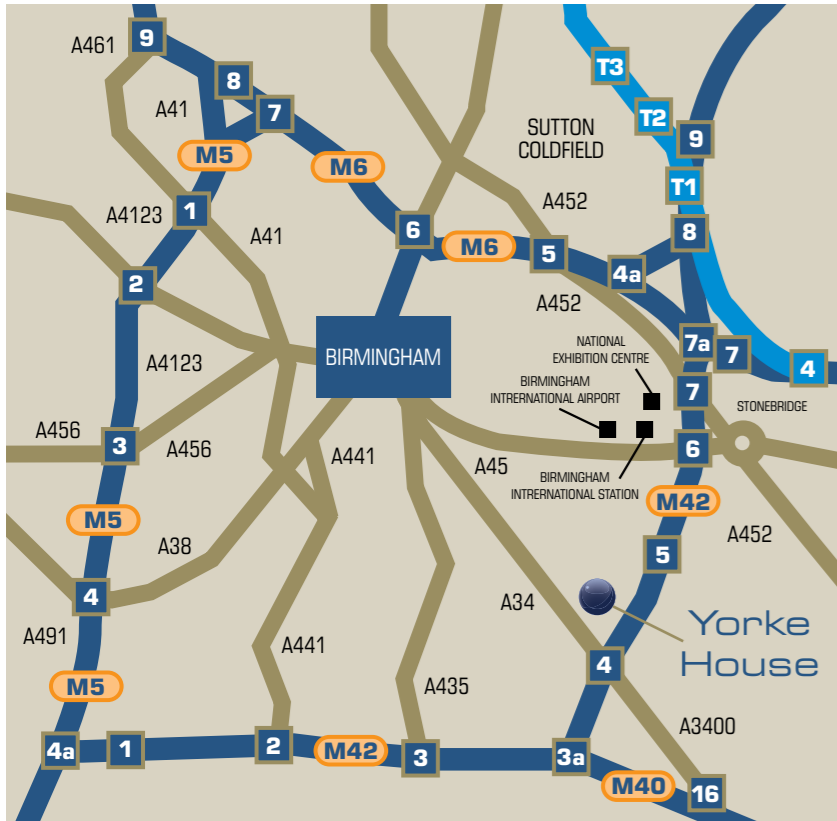 9
A461
8
T3
A41
7
T2
SUTTON
COLDFIELD
9
M5
M6
T1
A4123
1
A452
A41
6
M6
5
8
4a
2
A452
7a
7
4
NATIONAL
EXHIBITION CENTRE
BIRMINGHAM
A4123
BIRMINGHAM
INTRERNATIONAL AIRPORT
7
STONEBRIDGE
A456
3
A456
A441
A45
6
BIRMINGHAM
INTRERNATIONAL STATION
M5
M42
A452
A38
5
4
A34
Yorke
House
A491
A441
4
M5
A435
A3400
4a
1
2
M42
3
3a
M40
16